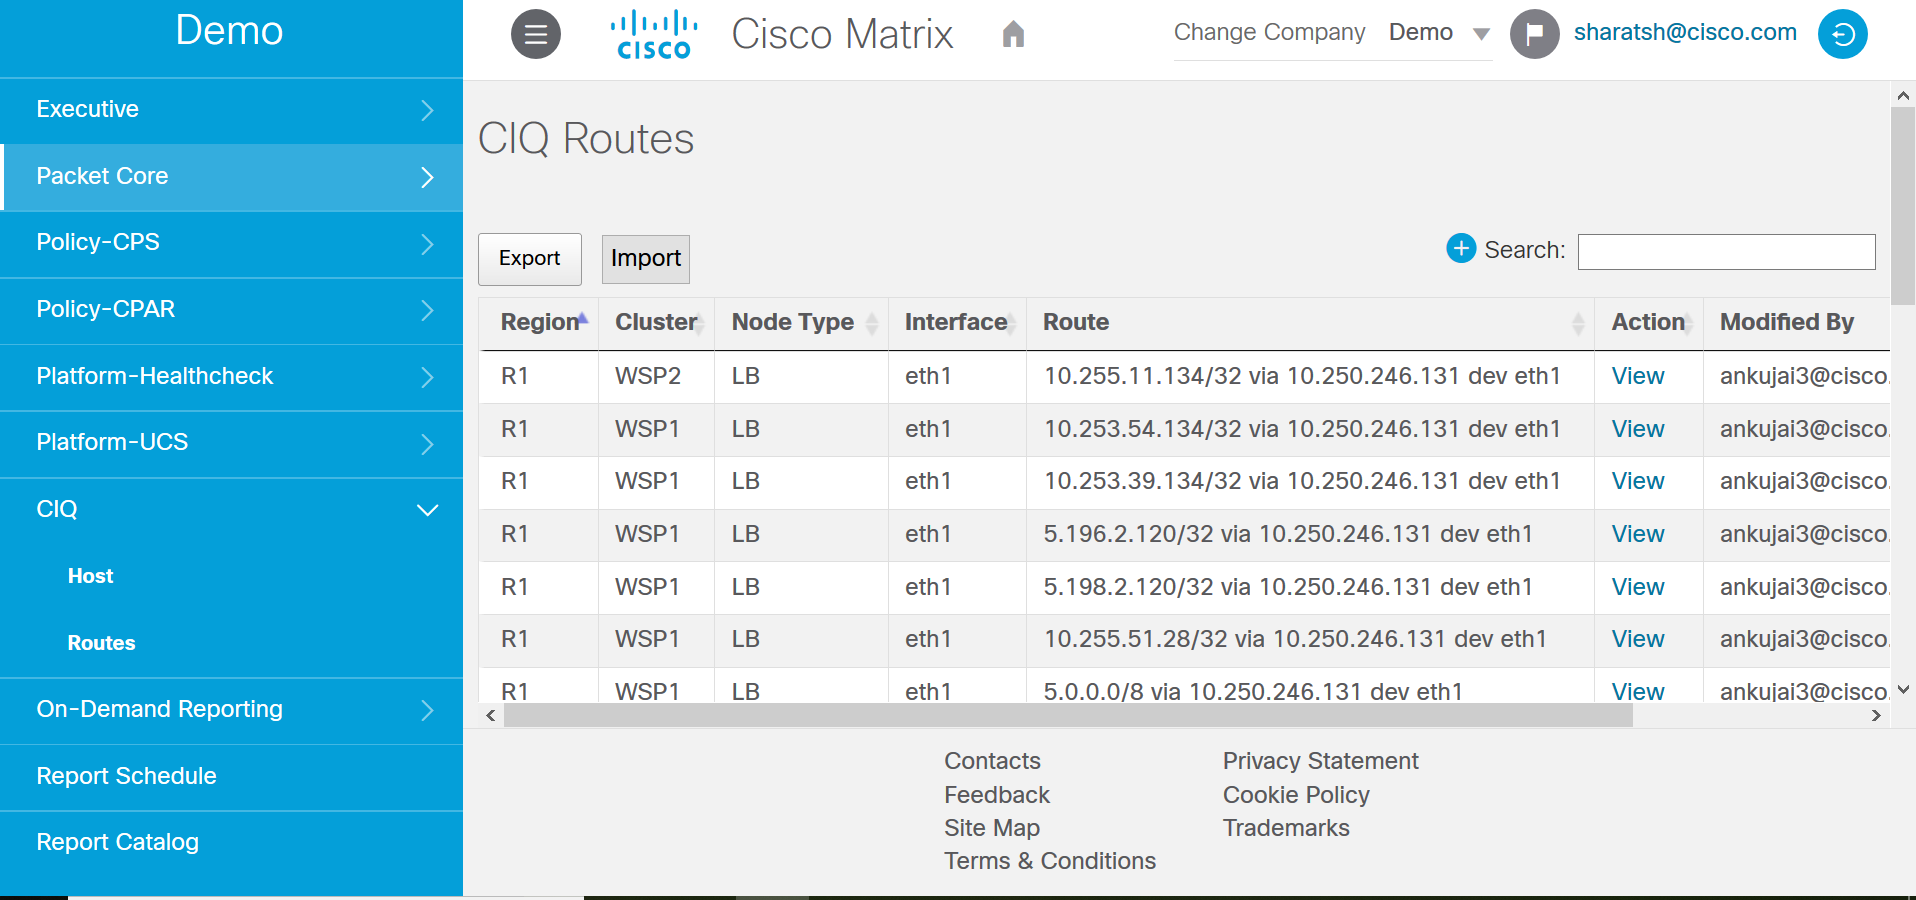 Demo
Executive
Packet Core
Policy-CPS
Policy-CPAR
Platform-Healthcheck
Platform-UCS
CIQ
Host
Routes
On-Demand Reporting
Report Schedule
Report Catalog
CISCO Cisco Matrix Change Company Demo sharatsh@cisco.com
CIQ Routes
Export Import Search:
Region Cluster Node Type Interface Route Action Modified By
R1 WSP2 LB eth1 10.255.11.134/32 via 10.250.246.131 dev eth1 View ankujai3@cisco.
R1 WSP1 LB eth1 10.253.54.134/32 via 10.250.246.131 dev eth1 View ankujai3@cisco.
R1 WSP1 LB eth1 10.253.39.134/32 via 10.250.246.131 dev eth1 View ankujai3@cisco.
R1 WSP1 LB eth1 5.196.2.120/32 via 10.250.246.131 dev eth1 View ankujai3@cisco.
R1 WSP1 LB eth1 5.198.2.120/32 via 10.250.246.131 dev eth1 View ankujai3@cisco.
R1 WSP1 LB eth1 10.255.51.28/32 via 10.250.246.131 dev eth1 View ankujai3@cisco.
R1 WSP1 LB eth1 5.0.0.0/8 via 10.250.246.131 dev eth1 View ankujai3@cisco.
Contacts Privacy Statement
Feedback Cookie Policy
Site Map Trademarks
Terms & Conditions